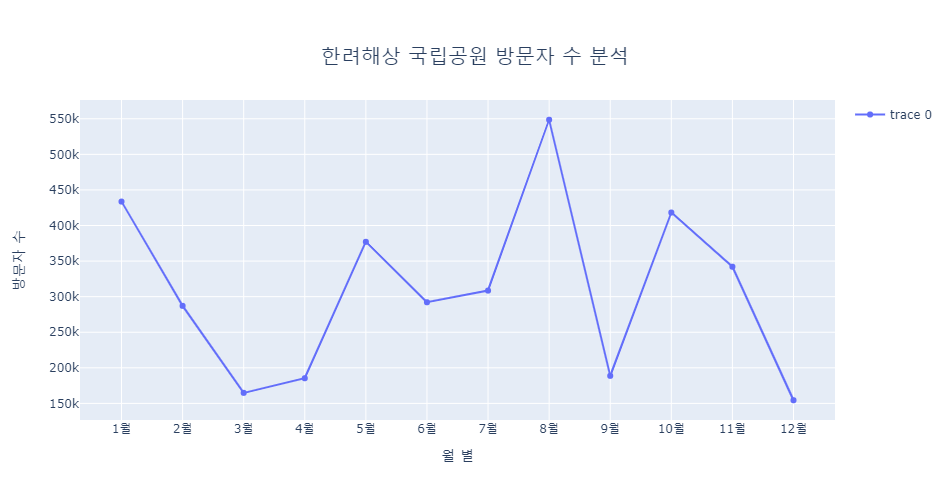 한려해상 국립공원 방문자 수 분석
trace 0
방문자 수
550k
500k
450k
400k
350k
300k
250k
200k
150k
1월 2월 3월 4월 5월 6월 7월 8월 9월 10월 11월 12월
월 별